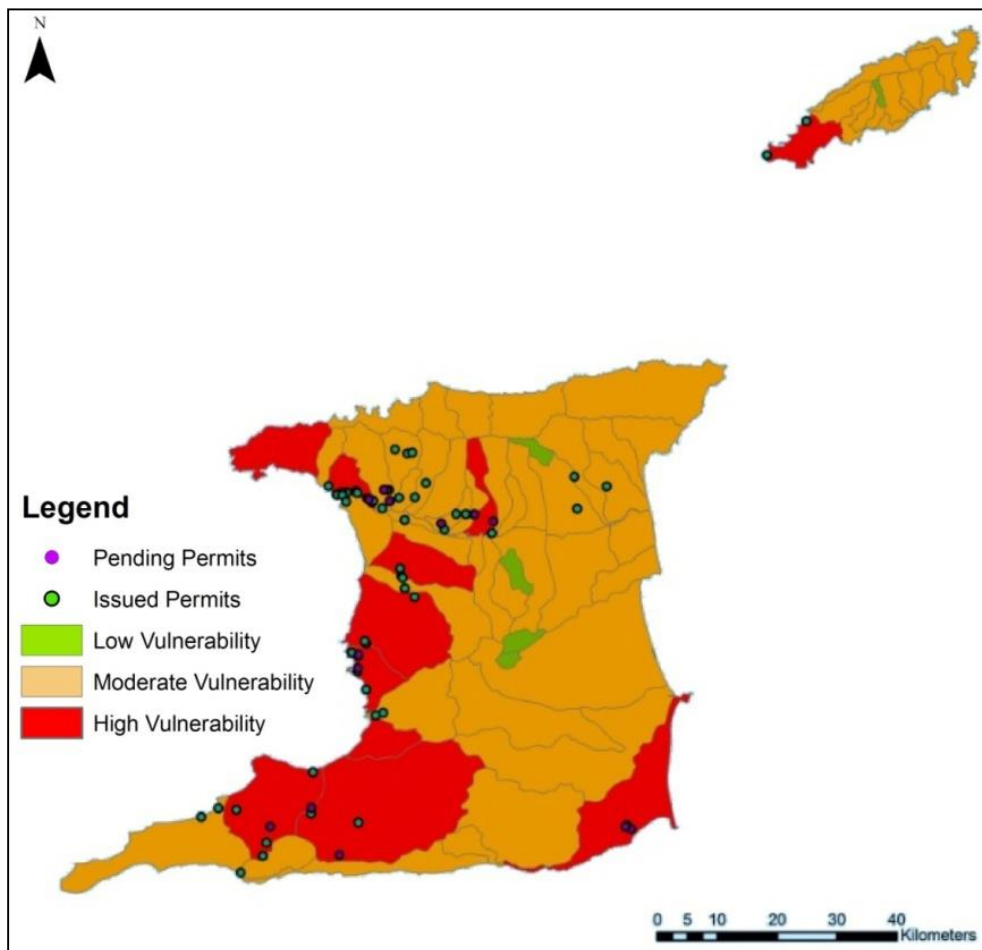 N
Legend
Pending Permits
Issued Permits
Low Vulnerability
Moderate Vulnerability
High Vulnerability
0 5 10 20 30 40
Kilometers